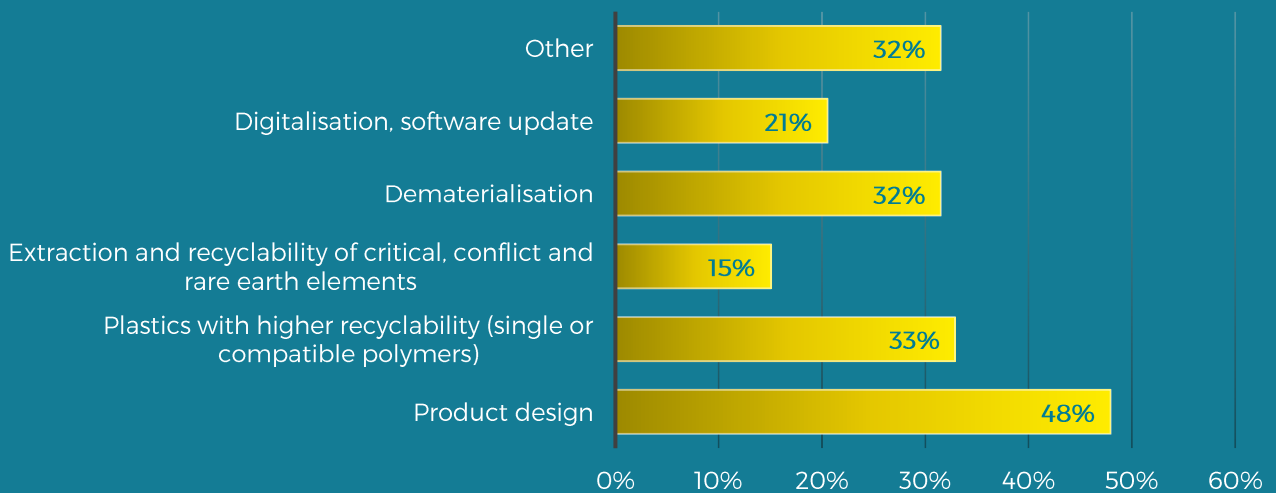 Other
32%
Digitalisation, software update
21%
Dematerialisation
32%
Extraction and recyclability of critical, conflict and
rare earth elements
15%
Plastics with higher recyclability (single or
compatible polymers)
33%
Product design
48%
0% 10% 20% 30% 40% 50% 60%